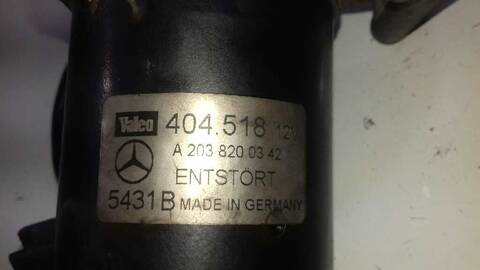 Valeo 404.518 12V
A 203 820 03 42
ENTSTÖRT
5431B MADE IN GERMANY